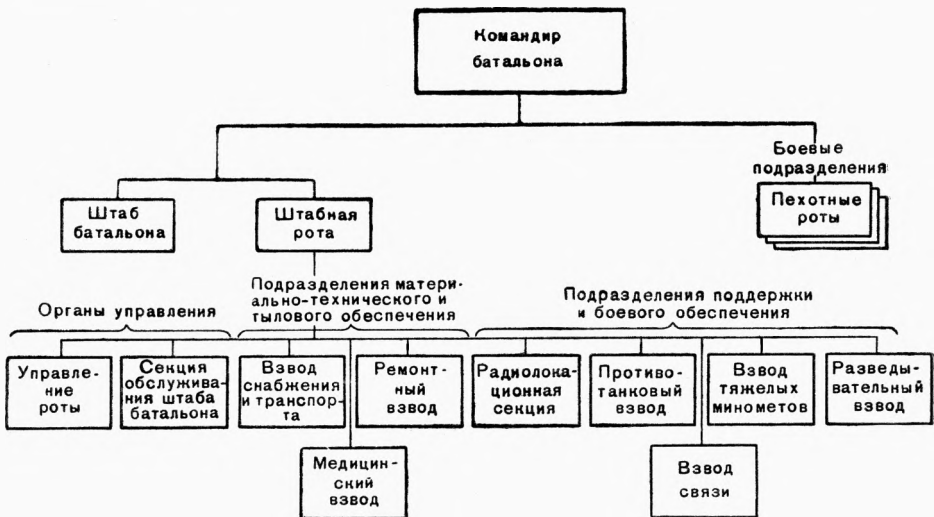 Командир
батальона
Боевые
подразделения
Штаб
батальона
Штабная
рота
Пехотные
роты
Подразделения матери-
ально-технического и
тылового обеспечения
Органы управления
Подразделения поддержки
и боевого обеспечения
Управле-
ние
роты
Секция
обслужива-
ния штаба
батальона
Взвод
снабжения
и транспор-
та
Ремонт-
ный
взвод
Радиолока-
ционная
секция
Противо-
танковый
взвод
Взвод
тяжелых
минометов
Разведы-
вательный
взвод
Медицин-
ский
взвод
Взвод
связи